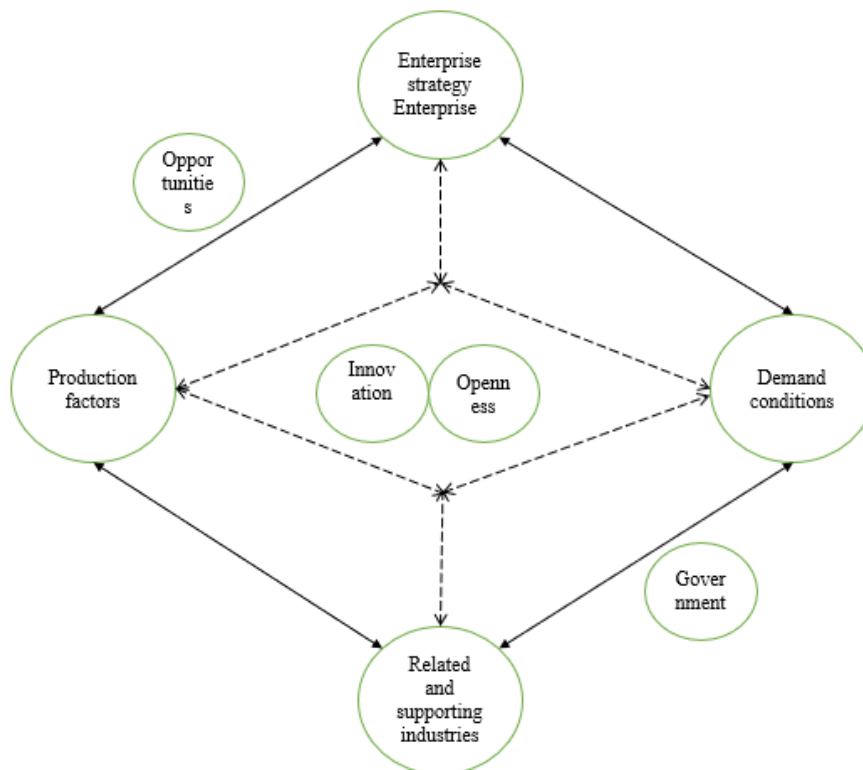 Enterprise
strategy
Enterprise
Oppor
tunitie
s
Production
factors
Innov
ation
Openn
ess
Demand
conditions
Gover
nment
Related
and
supporting
industries